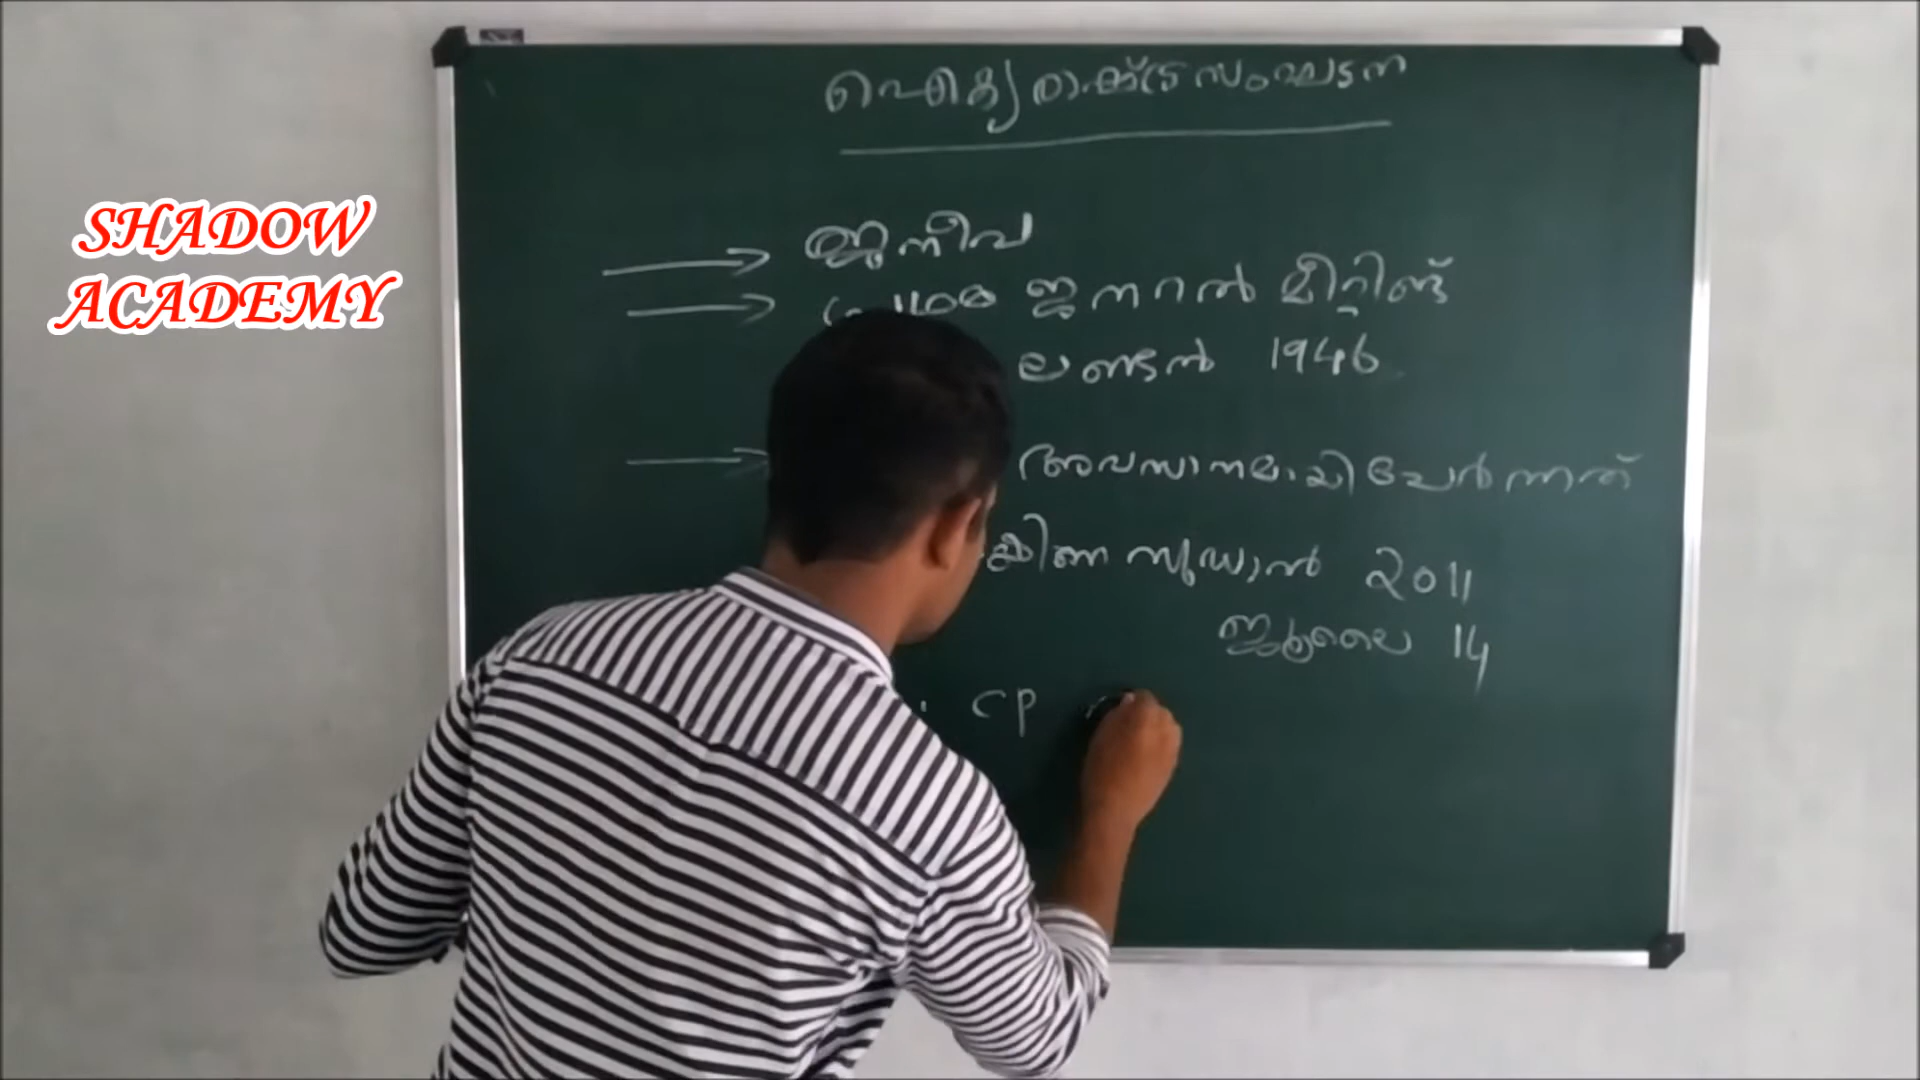 SHADOW
ACADEMY
ഐക്യരാഷ്ട്രസംഘടന
ജനീവ
ജനറൽ മീറ്റിങ്ങ്
ലണ്ടൻ 1946
അവസാനമായി ചേർന്നത്
സുഡാൻ 2011
ജൂലൈ 14
CP